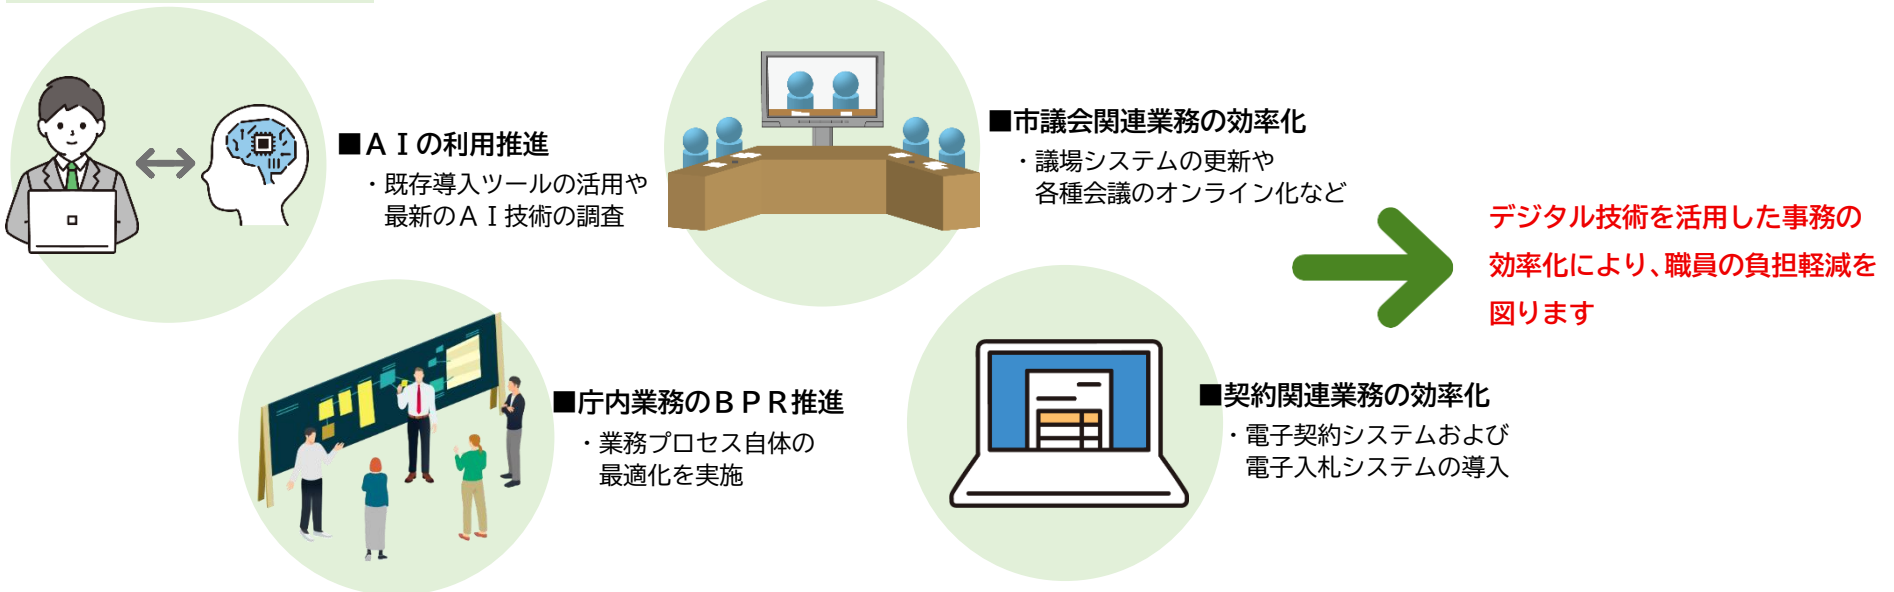 ■ＡＩの利用推進
・既存導入ツールの活用や
最新のＡＩ技術の調査
■市議会関連業務の効率化
・議場システムの更新や
各種会議のオンライン化など
■庁内業務のＢＰＲ推進
・業務プロセス自体の
最適化を実施
■契約関連業務の効率化
・電子契約システムおよび
電子入札システムの導入
デジタル技術を活用した事務の
効率化により、職員の負担軽減を
図ります